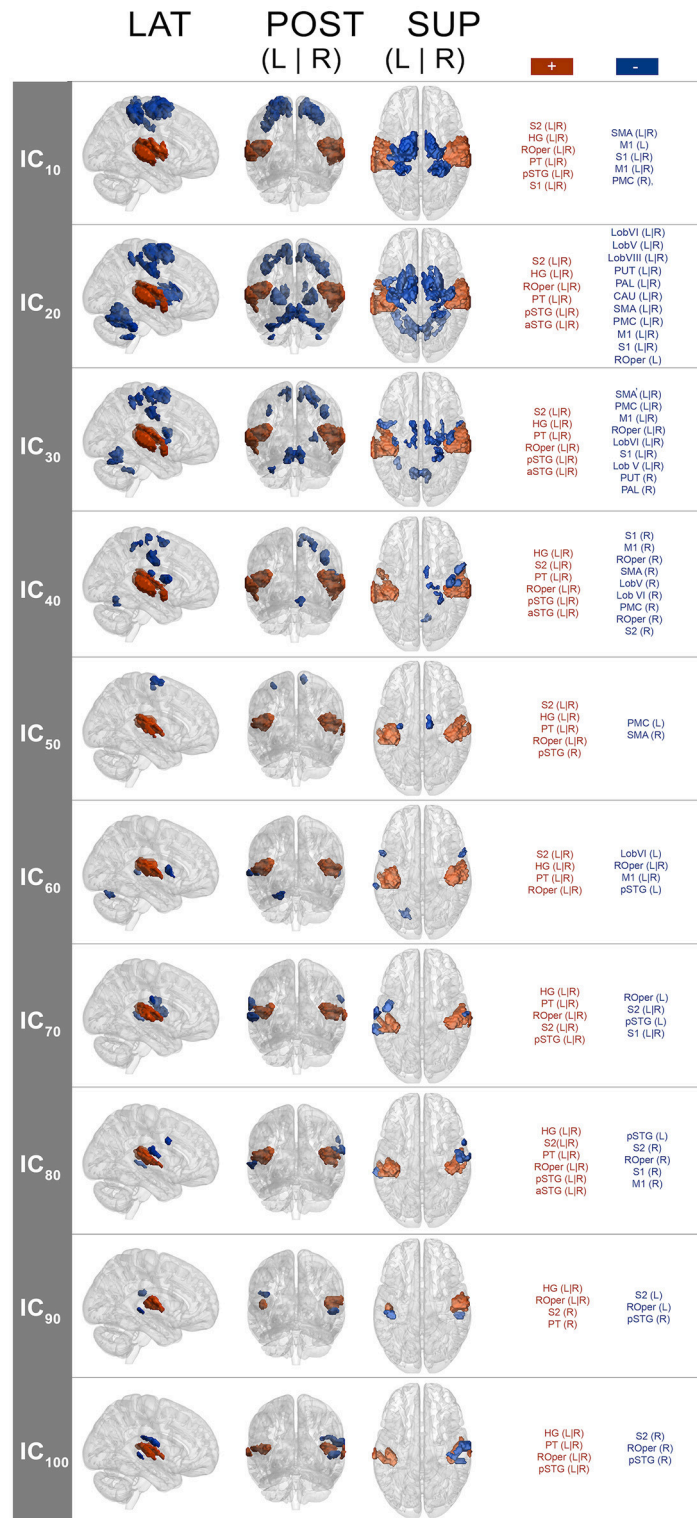 LAT
POST
(L | R)
SUP
(L | R)
+
-
IC10
S2 (L|R)
HG (L|R)
ROper (L|R)
PT (L|R)
pSTG (L|R)
S1 (L|R)
SMA (L|R)
M1 (L)
S1 (L|R)
M1 (L|R)
PMC (R).
IC20
S2 (L|R)
HG (L|R)
ROper (L|R)
PT (L|R)
pSTG (L|R)
aSTG (L|R)
LobVI (L|R)
LobV (L|R)
LobVIII (L|R)
PUT (L|R)
PAL (L|R)
CAU (L|R)
SMA (L|R)
PMC (L|R)
M1 (L|R)
S1 (L|R)
ROper (L)
IC30
S2 (L|R)
HG (L|R)
PT (L|R)
ROper (L|R)
pSTG (L|R)
aSTG (L|R)
SMA' (L|R)
PMC (L|R)
M1 (L|R)
ROper (L|R)
LobVI (L|R)
S1 (L|R)
Lob V (L|R)
PUT (R)
PAL (R)
IC40
HG (L|R)
S2 (L|R)
PT (L|R)
ROper (L|R)
pSTG (L|R)
aSTG (L|R)
S1 (R)
M1 (R)
ROper (R)
SMA (R)
LobV (R)
Lob VI (R)
PMC (R)
ROper (R)
S2 (R)
IC50
S2 (L|R)
HG (L|R)
PT (L|R)
ROper (L|R)
pSTG (R)
PMC (L)
SMA (R)
IC60
S2 (L|R)
HG (L|R)
PT (L|R)
ROper (L|R)
LobVI (L)
ROper (L|R)
M1 (L|R)
pSTG (L)
IC70
HG (L|R)
PT (L|R)
ROper (L|R)
S2 (L|R)
pSTG (L|R)
ROper (L)
S2 (L|R)
pSTG (L)
S1 (L|R)
IC80
HG (L|R)
S2(L|R)
PT (L|R)
ROper (L|R)
pSTG (L|R)
aSTG (L|R)
pSTG (L)
S2 (R)
ROper (R)
S1 (R)
M1 (R)
IC90
HG (L|R)
ROper (L|R)
S2 (R)
PT (R)
S2 (L)
ROper (L)
pSTG (R)
IC100
HG (L|R)
PT (L|R)
ROper (L|R)
pSTG (L|R)
S2 (R)
ROper (R)
pSTG (R)